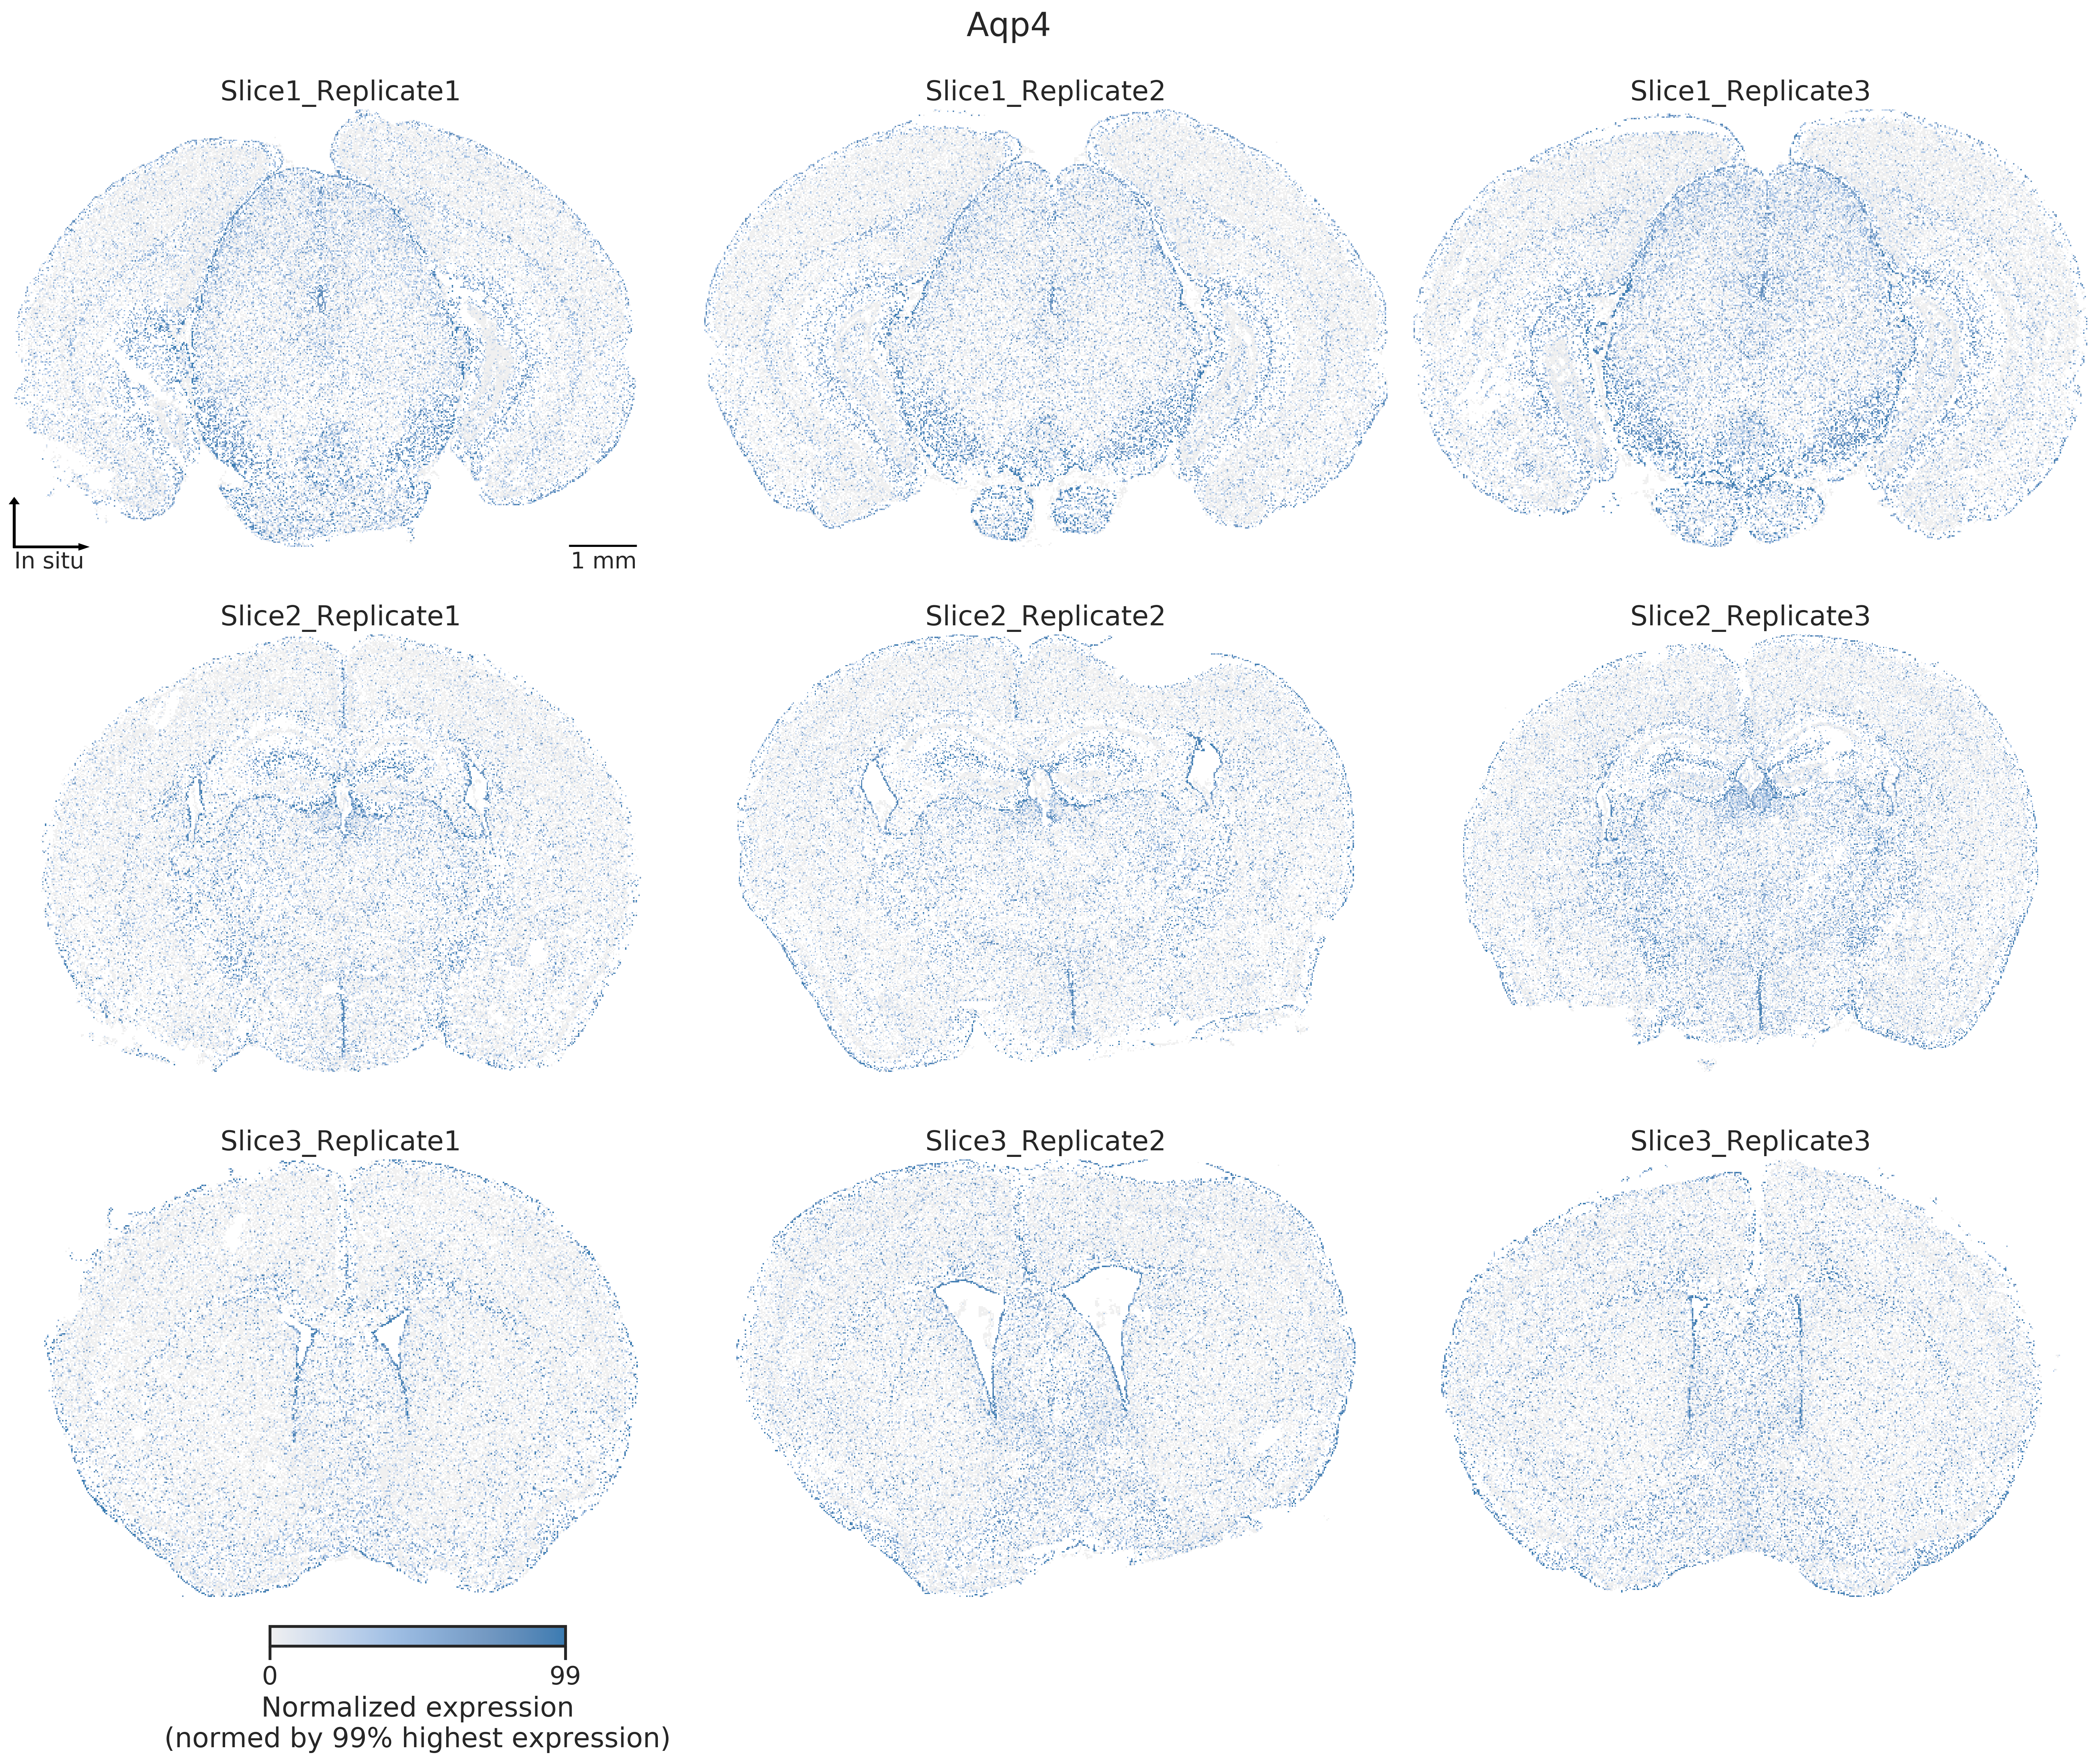 Aqp4
Slice1_Replicate1
Slice1_Replicate2
Slice1_Replicate3
In situ
1 mm
Slice2_Replicate1
Slice2_Replicate2
Slice2_Replicate3
Slice3_Replicate1
Slice3_Replicate2
Slice3_Replicate3
0
99
Normalized expression
(normed by 99% highest expression)